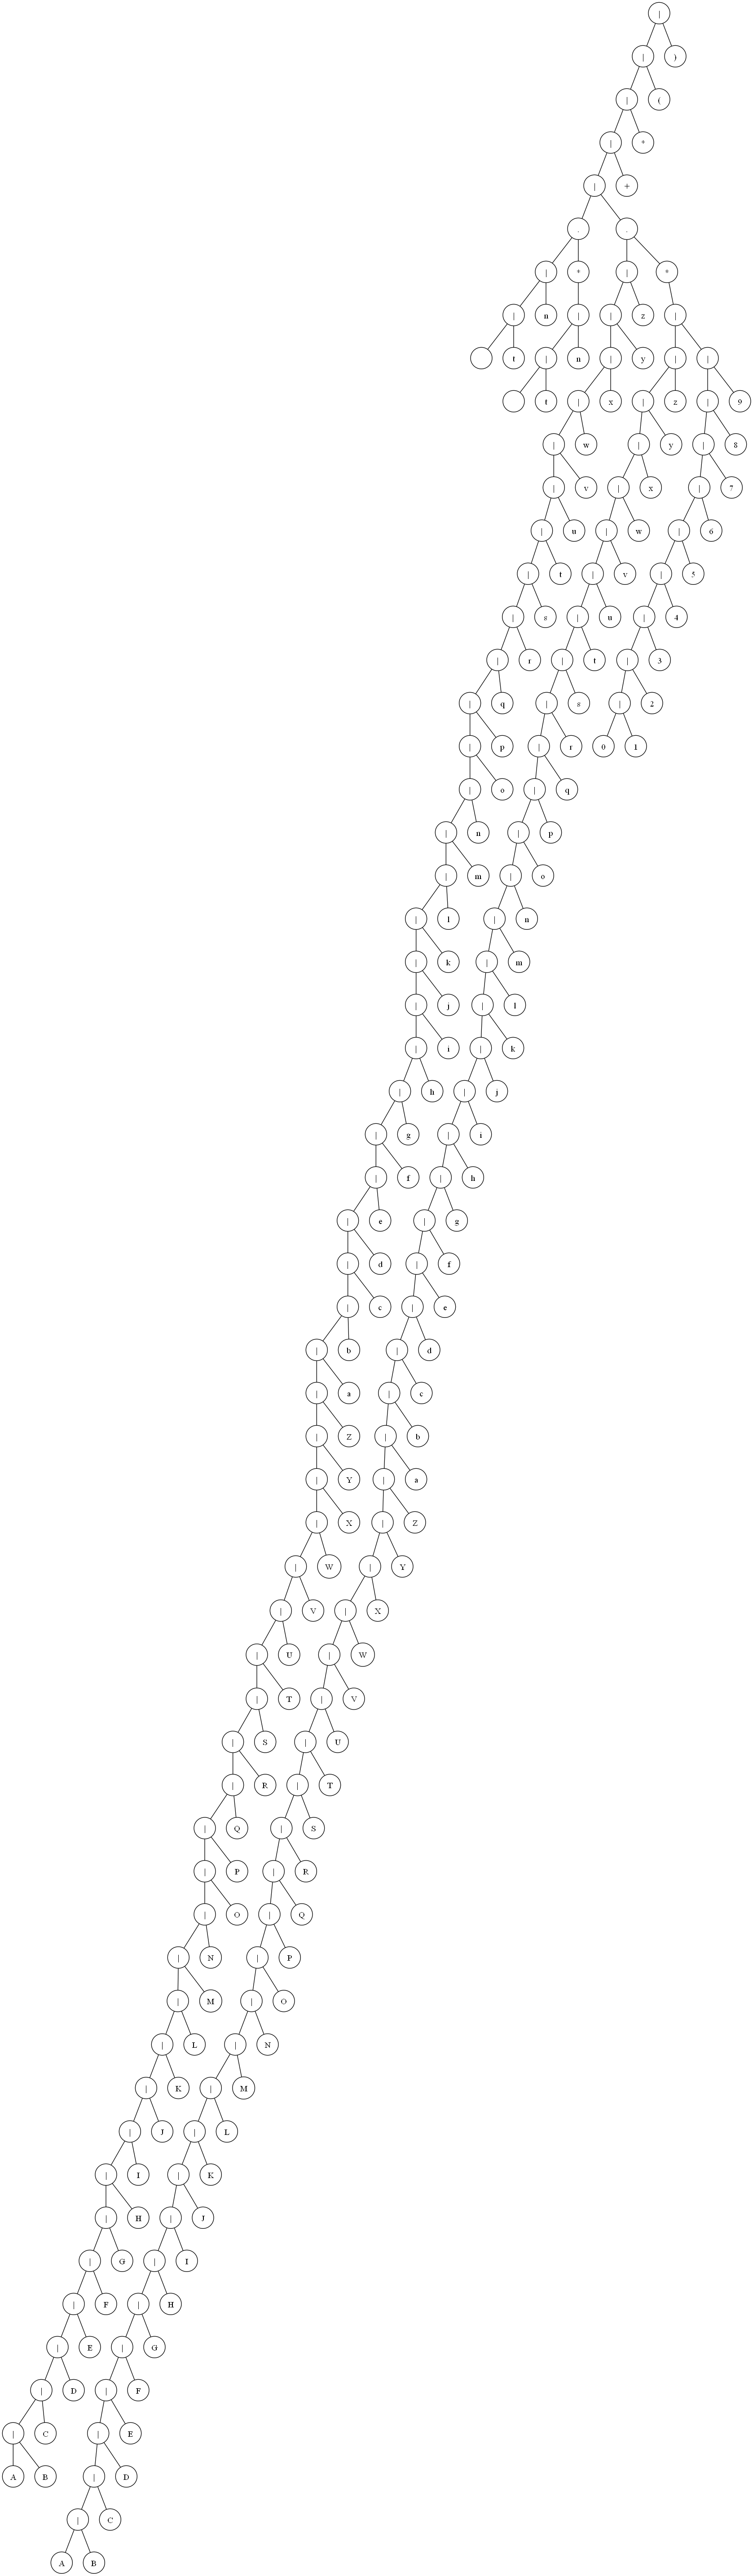 |
| )
| (
| *
| +
. .
| * | *
| n | | z |
t | n | y | |
t | x | z | 9
| w | y | 8
| v | x | 7
| u | w | 6
| t | v | 5
| s | u | 4
| r | t | 3
| q | s | 2
| p | r 0 1
| o | q
| n | p
| m | o
| l | n
| k | m
| j | l
| i | k
| h | j
| g | i
| f | h
| e | g
| d | f
| c | e
| b | d
| a | c
| Z | b
| Y | a
| X | Z
| W | Y
| V | X
| U | W
| T | V
| S | U
| R | T
| Q | S
| P | R
| O | Q
| N | P
| M | O
| L | N
| K | M
| J | L
| I | K
| H | J
| G | I
| F | H
| E | G
| D | F
| C | E
A B | D
| C
A B